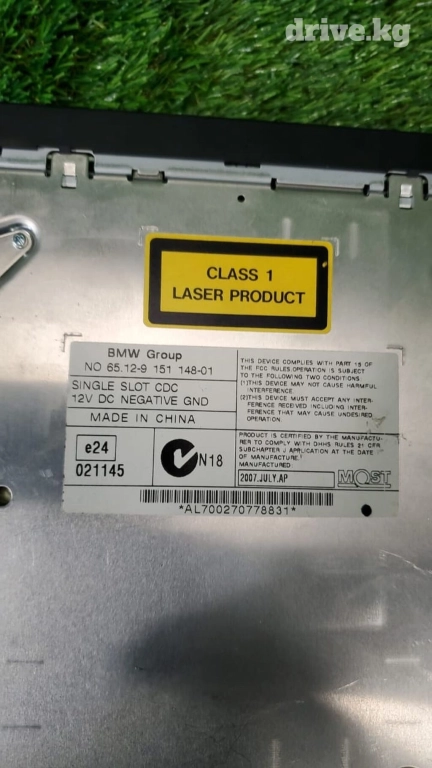 drive.kg
CLASS 1
LASER PRODUCT
BMW Group
NO 65.12-9 151 148-01
SINGLE SLOT CDC
12V DC NEGATIVE GND
MADE IN CHINA
e24
021145
N18
THIS DEVICE COMPLIES WITH PART 15 OF
THE FCC RULES.OPERATION IS SUBJECT
TO THE FOLLOWING TWO CONDITIONS
(1)THIS DEVICE MAY NOT CAUSE HARMFUL
INTERFERENCE.
(2)THIS DEVICE MUST ACCEPT ANY INTER-
FERENCE RECEIVED INCLUDING INTER-
FERENCE THAT MAY CAUSE UNDESIRED
OPERATION.
PRODUCT IS CERTIFIED BY THE MANUFACTU-
RER TO COMPLY WITH DHHS RULES 21 CFR
SUBCHAPTER J APPLICATION AT THE DATE
OF MANUFACTURE.
MANUFACTURED
2007.JULY.AP
MOST
*AL700270778831*